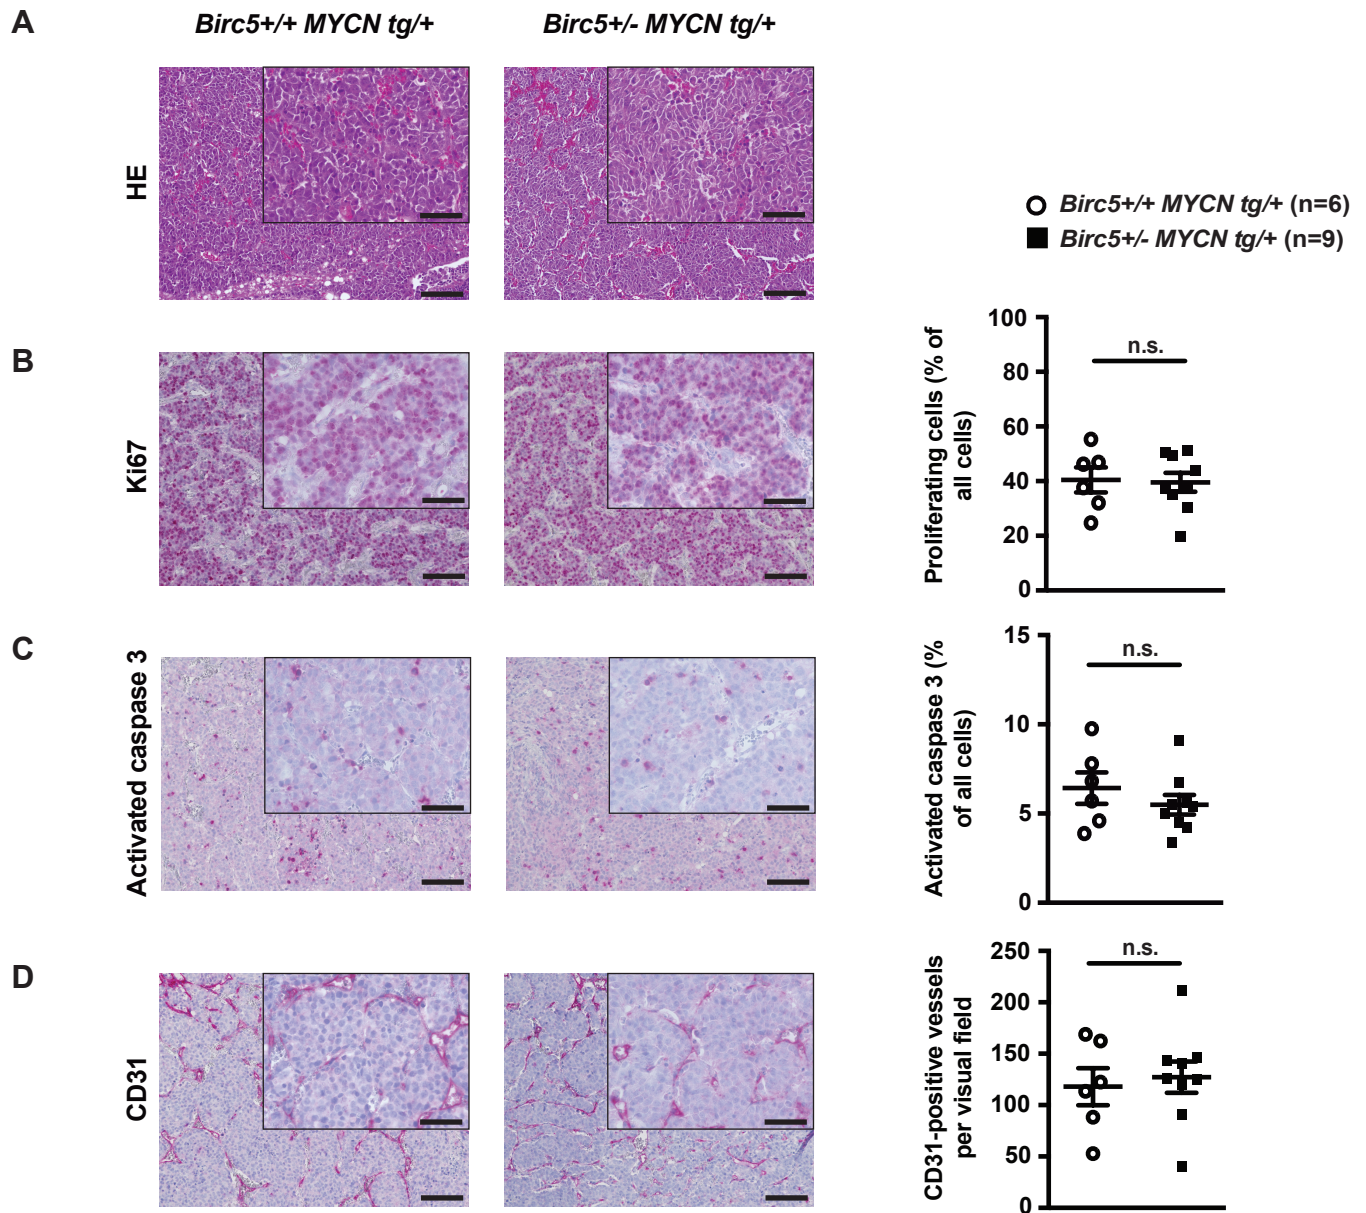 A
Birc5+/+ MYCN tg/+
Birc5+/- MYCN tg/+
HE
Birc5+/+ MYCN tg/+ (n=6)
Birc5+/- MYCN tg/+ (n=9)
B
Ki67
Proliferating cells (% of
all cells)
100
80
60
40
20
0
n.s.
C
Activated caspase 3
Activated caspase 3 (%
of all cells)
15
10
5
0
n.s.
D
CD31
CD31-positive vessels
per visual field
250
200
150
100
50
0
n.s.